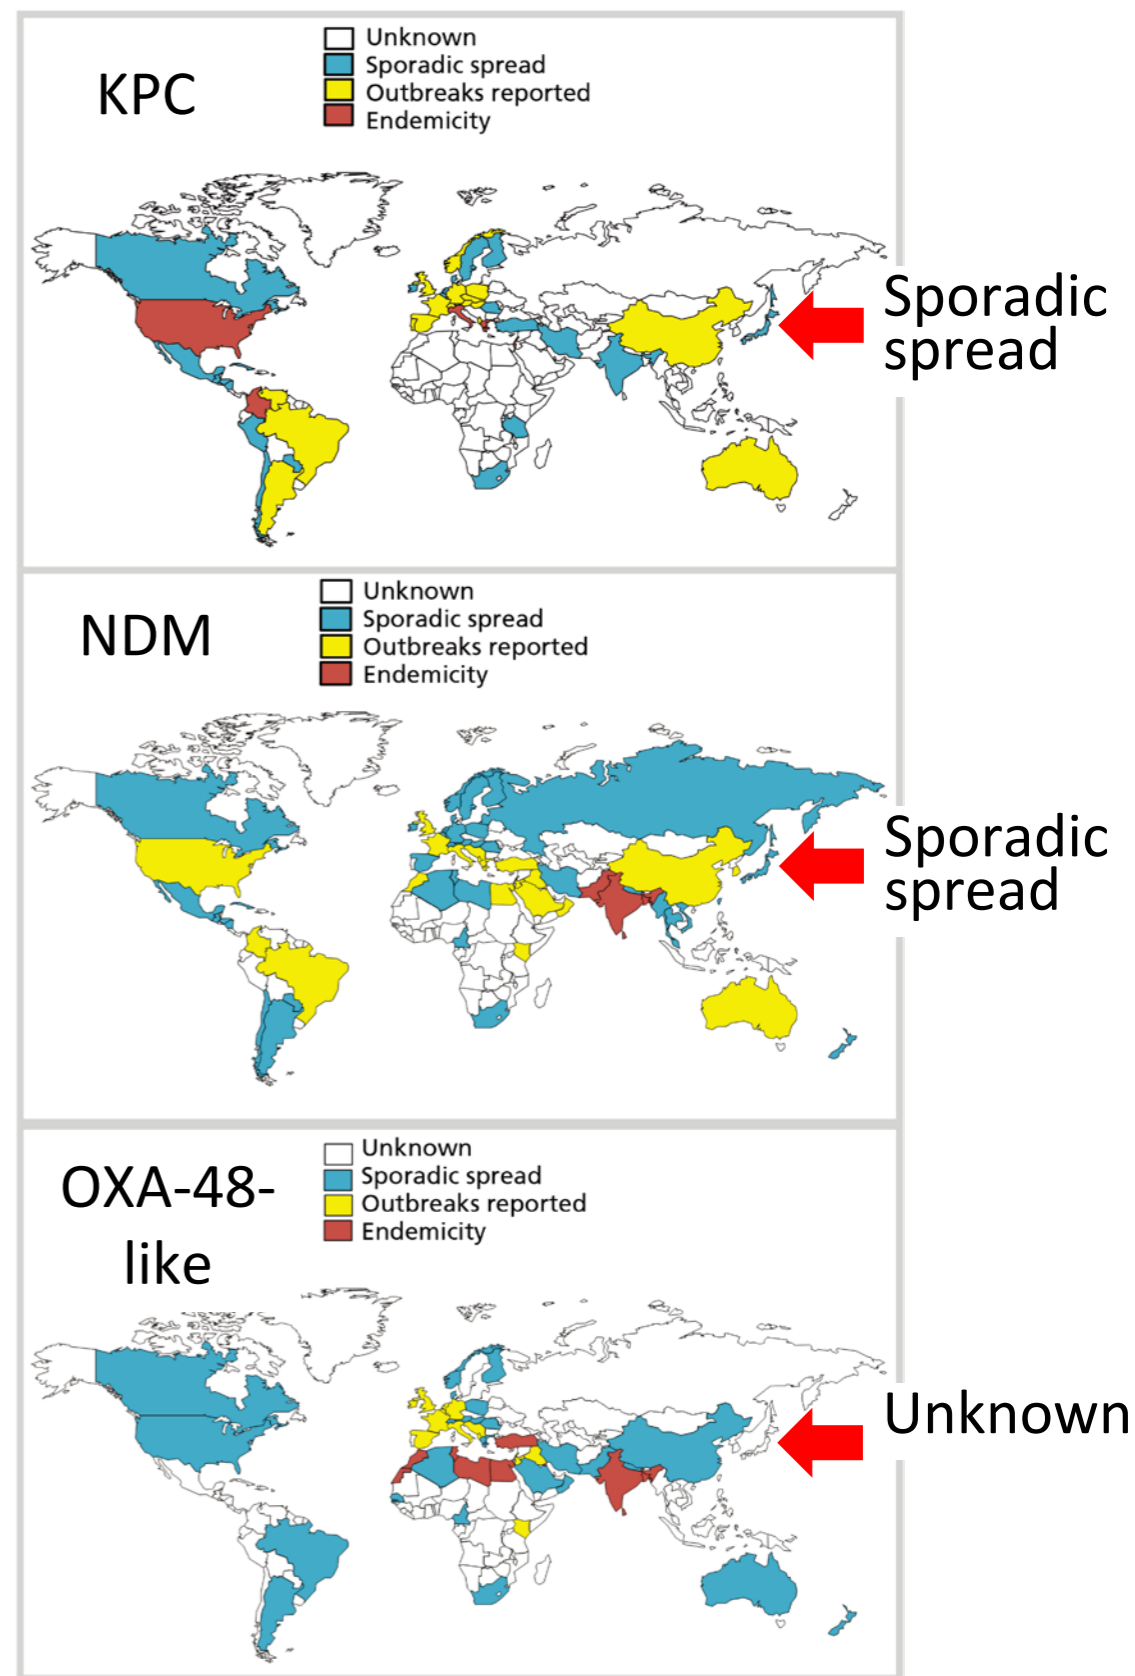 KPC
Unknown
Sporadic spread
Outbreaks reported
Endemicity
Sporadic
spread
NDM
Unknown
Sporadic spread
Outbreaks reported
Endemicity
Sporadic
spread
OXA-48-
like
Unknown
Sporadic spread
Outbreaks reported
Endemicity
Unknown